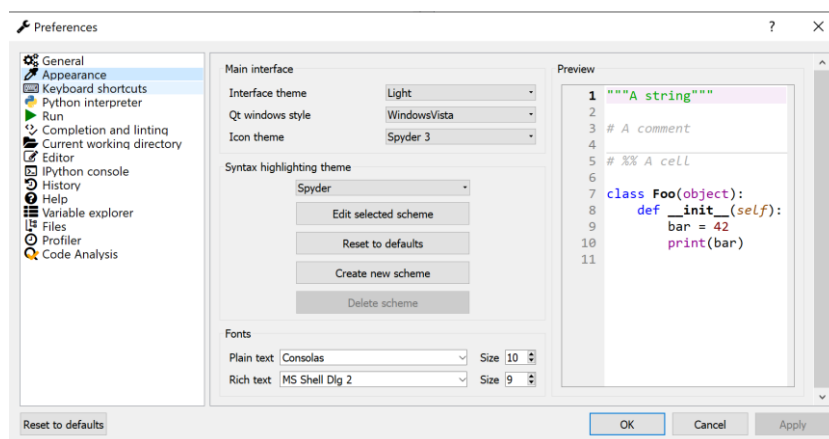 Preferences
?
General
Appearance
Keyboard shortcuts
Python interpreter
Run
Completion and linting
Current working directory
Editor
IPython console
History
Help
Variable explorer
Files
Profiler
Code Analysis
Main interface
Interface theme Light
Qt windows style WindowsVista
Icon theme Spyder 3
Syntax highlighting theme
Spyder
Edit selected scheme
Reset to defaults
Create new scheme
Delete scheme
Fonts
Plain text Consolas Size 10
Rich text MS Shell Dlg 2 Size 9
Preview
1 """A string"""
2
3 # A comment
4
5 # %% A cell
6
7 class Foo(object):
8 def __init__(self):
9 bar = 42
10 print(bar)
11
Reset to defaults OK Cancel Apply